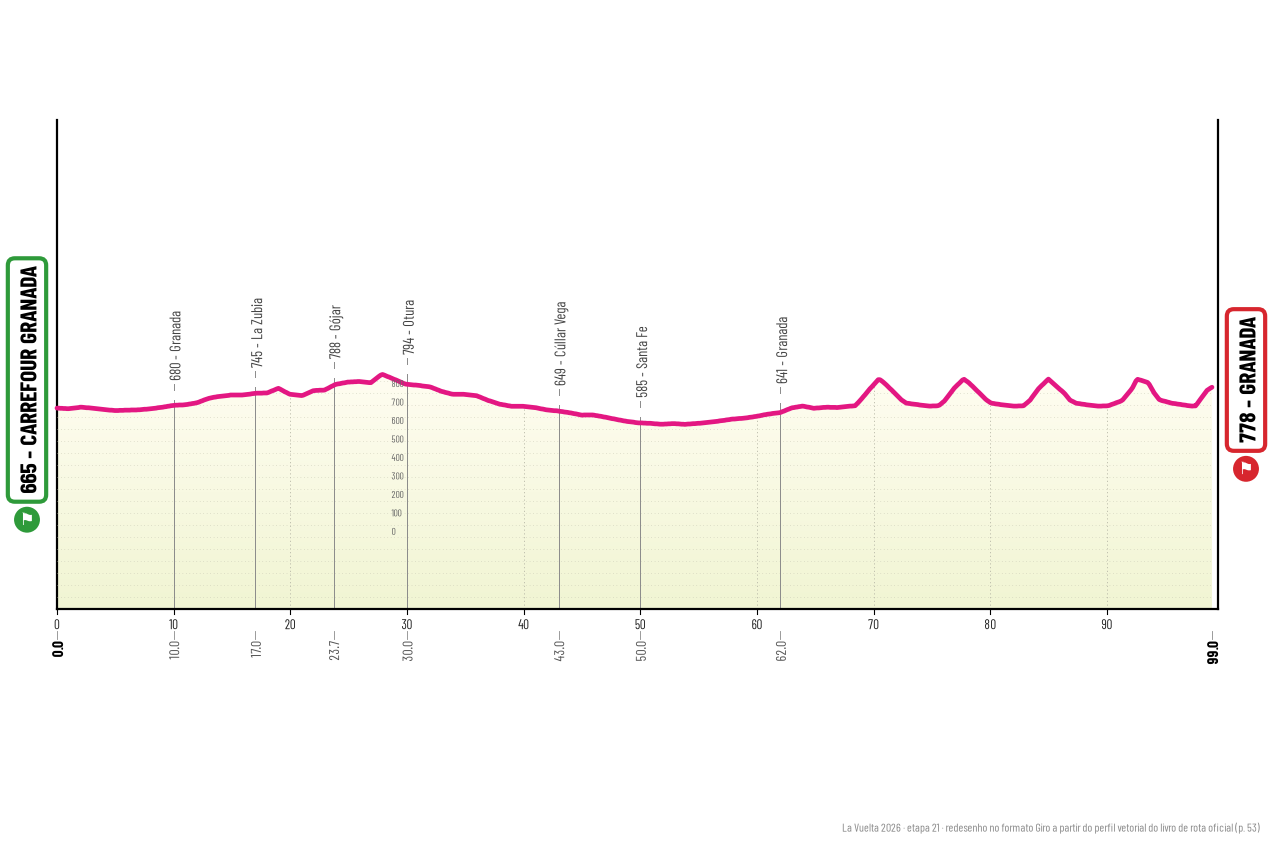 665 - CARREFOUR GRANADA
680 - Granada
745 - La Zubia
788 - Gójar
794 - Otura
649 - Cúllar Vega
585 - Santa Fe
641 - Granada
778 - GRANADA
800
700
600
500
400
300
200
100
0
0 10 20 30 40 50 60 70 80 90
0.0 10.0 17.0 23.7 30.0 43.0 50.0 62.0 99.0
La Vuelta 2026 · etapa 21 · redesenho no formato Giro a partir do perfil vetorial do livro de rota oficial (p. 53)